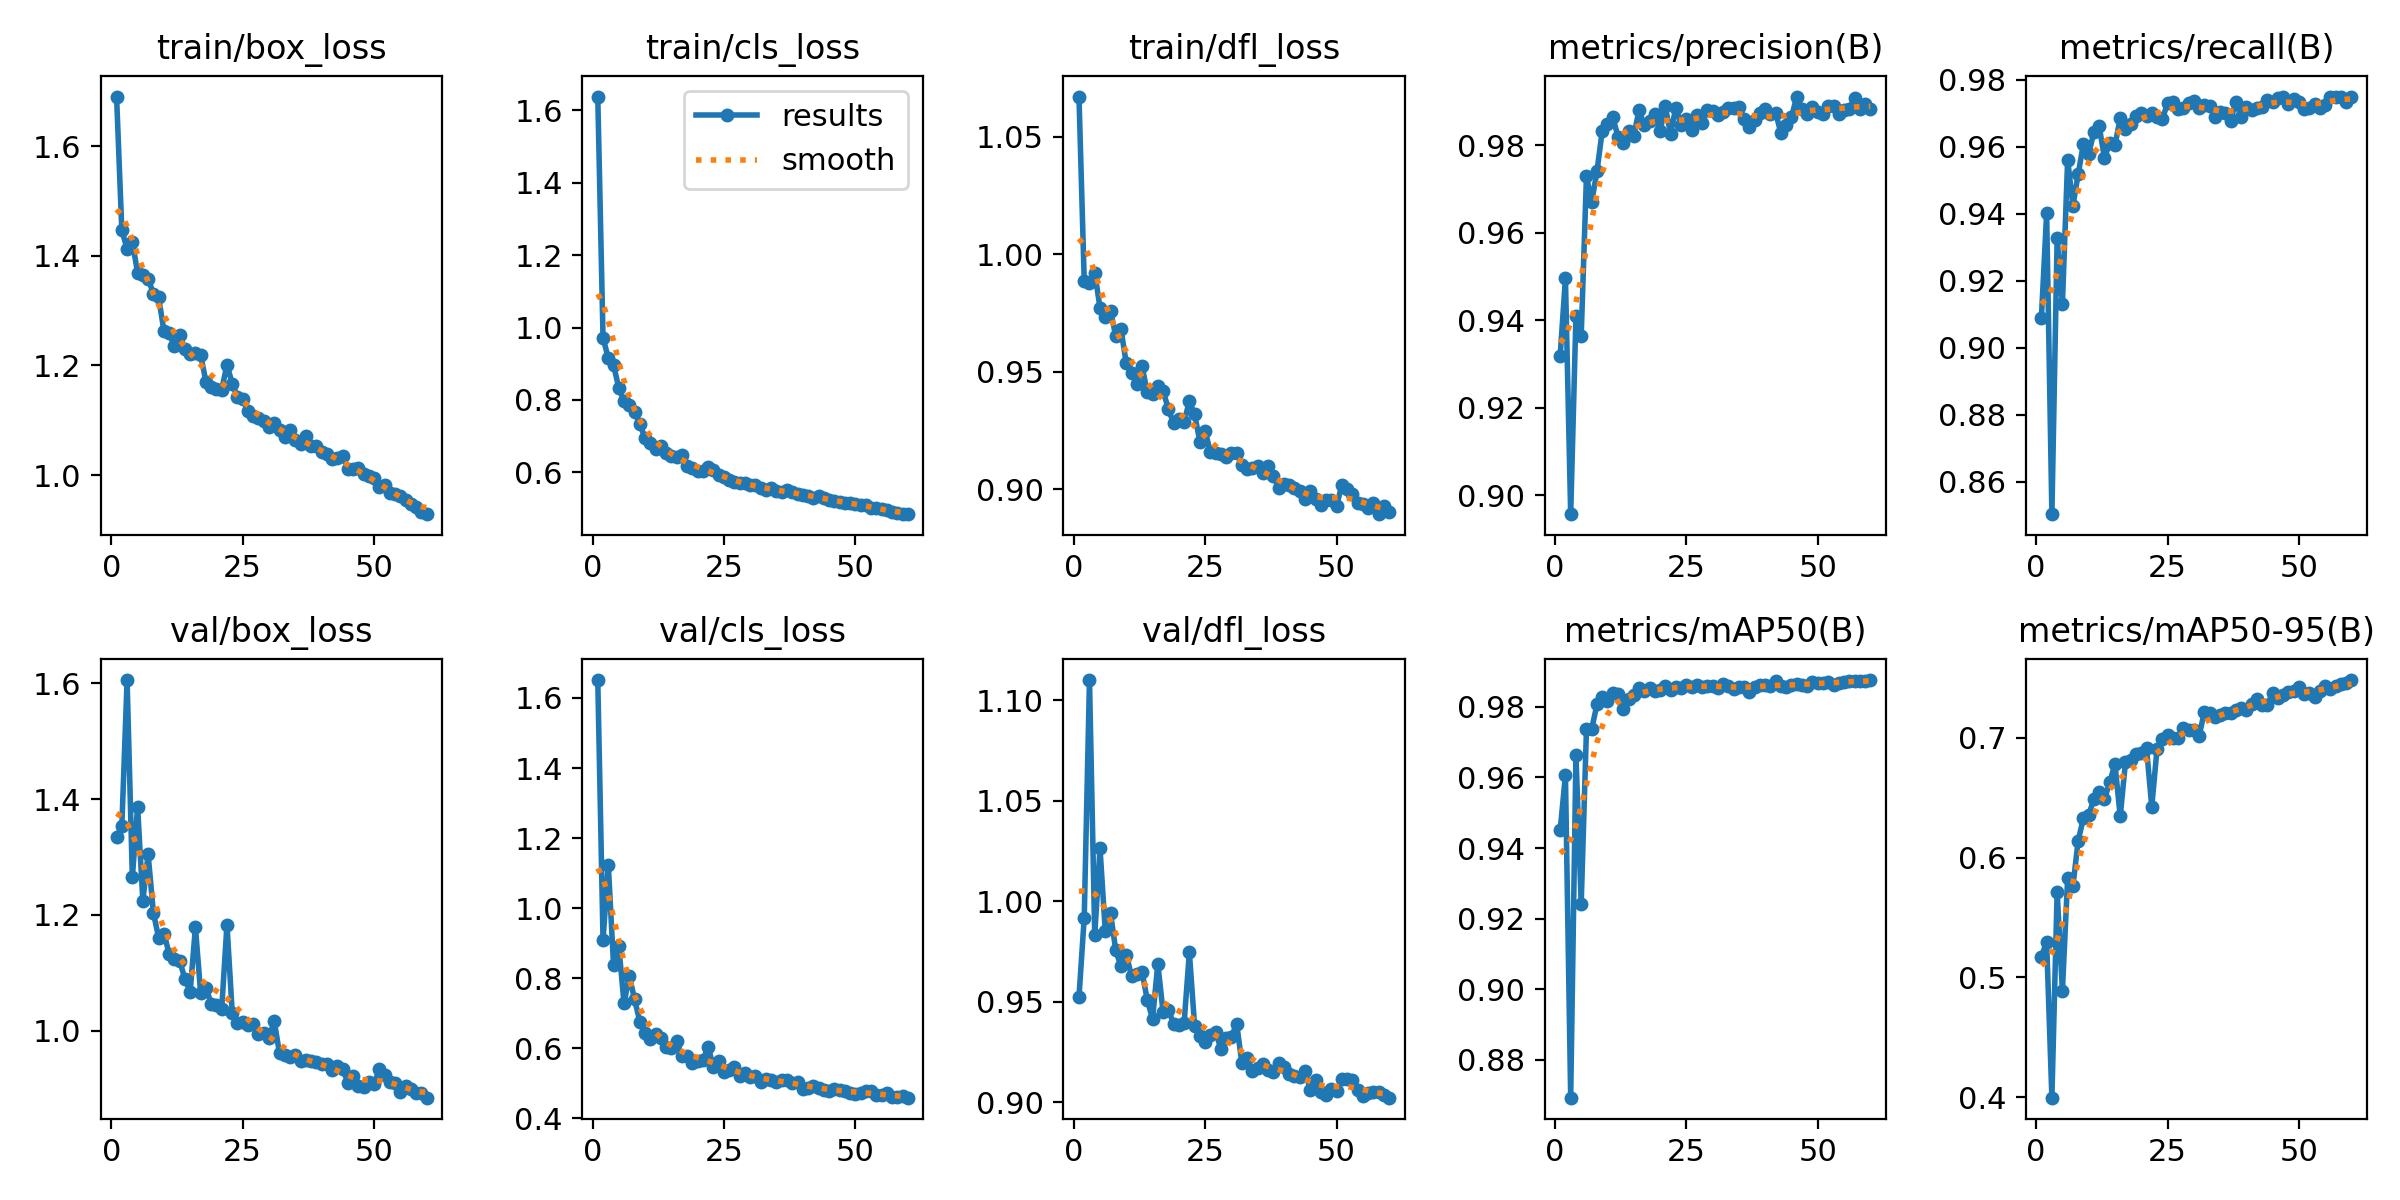 train/box_loss
1.6
1.4
1.2
1.0
0 25 50
train/cls_loss
results
smooth
1.6
1.4
1.2
1.0
0.8
0.6
0 25 50
train/dfl_loss
1.05
1.00
0.95
0.90
0 25 50
metrics/precision(B)
0.98
0.96
0.94
0.92
0.90
0 25 50
metrics/recall(B)
0.98
0.96
0.94
0.92
0.90
0.88
0.86
0 25 50
val/box_loss
1.6
1.4
1.2
1.0
0 25 50
val/cls_loss
1.6
1.4
1.2
1.0
0.8
0.6
0.4
0 25 50
val/dfl_loss
1.10
1.05
1.00
0.95
0.90
0 25 50
metrics/mAP50(B)
0.98
0.96
0.94
0.92
0.90
0.88
0 25 50
metrics/mAP50-95(B)
0.7
0.6
0.5
0.4
0 25 50